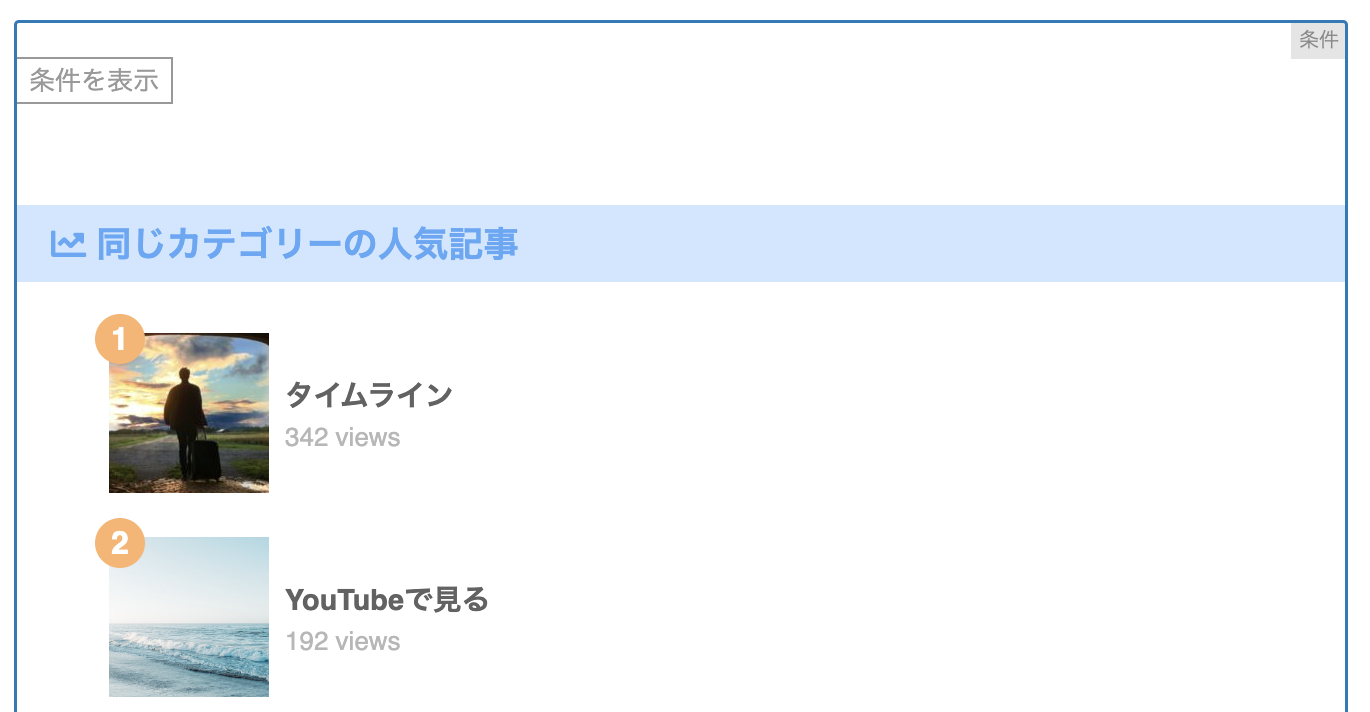 条件
条件を表示
同じカテゴリーの人気記事
1
タイムライン
342 views
2
YouTubeで見る
192 views